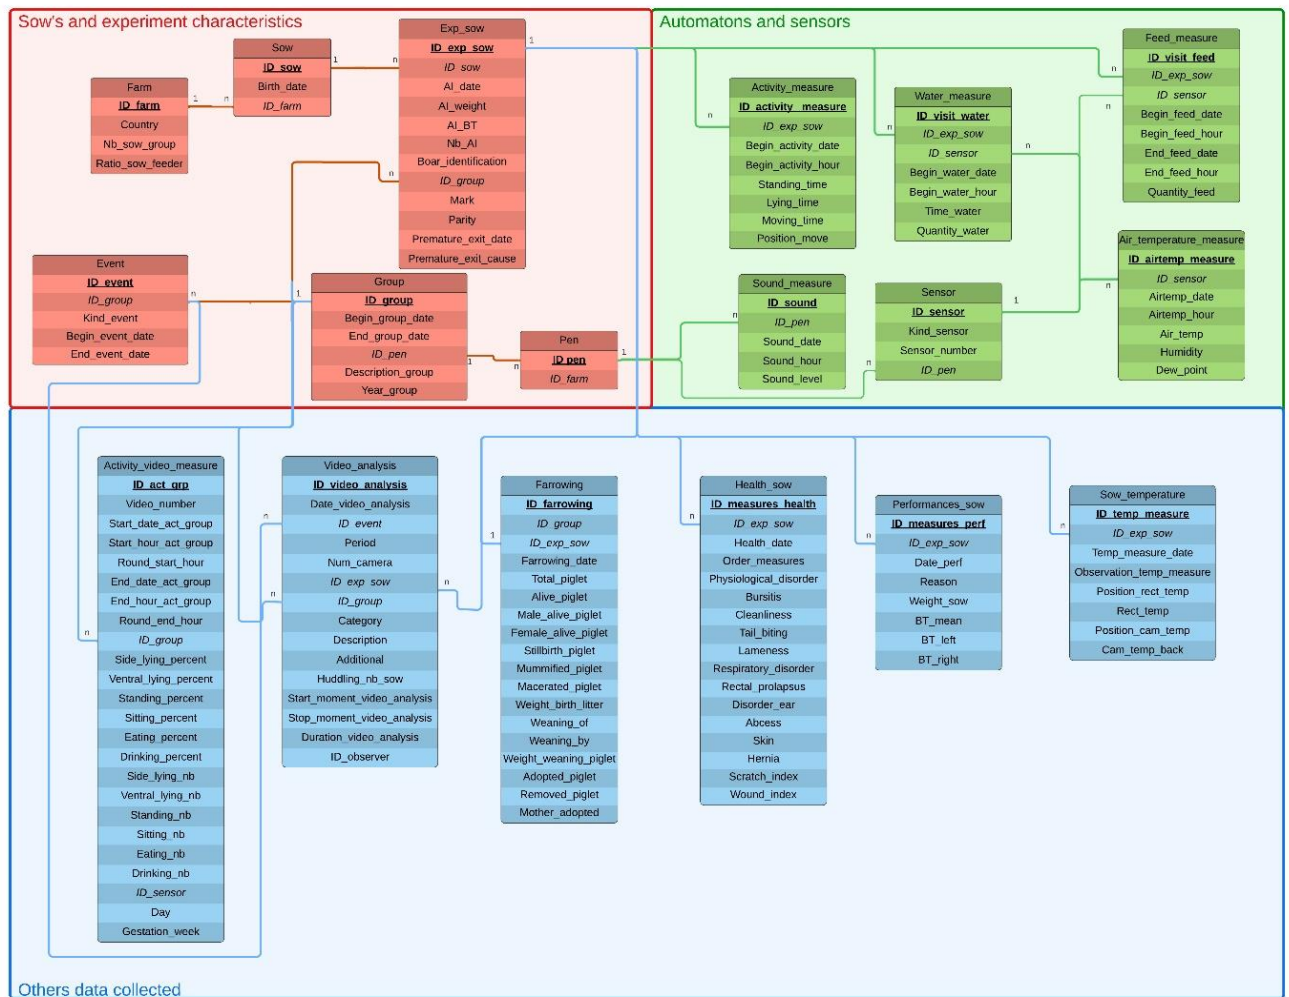 Sow's and experiment characteristics
Farm
ID_farm
Country
Nb_sow_group
Ratio_sow_feeder
1
n
Sow
ID_sow
Birth_date
ID_farm
1
n
Exp_sow
ID_exp_sow
ID_sow
AI_date
AI_weight
AI_BT
Nb_AI
Boar_identification
ID_group
Mark
Parity
Premature_exit_date
Premature_exit_cause
1
n
Event
ID_event
ID_group
Kind_event
Begin_event_date
End_event_date
n
1
Group
ID_group
Begin_group_date
End_group_date
ID_pen
Description_group
Year_group
1
n
Pen
ID_pen
ID_farm
1
Automatons and sensors
Activity_measure
ID_activity_measure
ID_exp_sow
Begin_activity_date
Begin_activity_hour
Standing_time
Lying_time
Moving_time
Position_move
n
Water_measure
ID_visit_water
ID_exp_sow
ID_sensor
Begin_water_date
Begin_water_hour
Time_water
Quantity_water
n
n
Feed_measure
ID_visit_feed
ID_exp_sow
ID_sensor
Begin_feed_date
Begin_feed_hour
End_feed_date
End_feed_hour
Quantity_feed
n
n
Sound_measure
ID_sound
ID_pen
Sound_date
Sound_hour
Sound_level
n
Sensor
ID_sensor
Kind_sensor
Sensor_number
ID_pen
1
n
Air_temperature_measure
ID_airtemp_measure
ID_sensor
Airtemp_date
Airtemp_hour
Air_temp
Humidity
Dew_point
n
Activity_video_measure
ID_act_grp
Video_number
Start_date_act_group
Start_hour_act_group
Round_start_hour
End_date_act_group
End_hour_act_group
Round_end_hour
ID_group
Side_lying_percent
Ventral_lying_percent
Standing_percent
Sitting_percent
Eating_percent
Drinking_percent
Side_lying_nb
Ventral_lying_nb
Standing_nb
Sitting_nb
Eating_nb
Drinking_nb
ID_sensor
Day
Gestation_week
n
Video_analysis
ID_video_analysis
Date_video_analysis
ID_event
Period
Num_camera
ID_exp_sow
ID_group
Category
Description
Additional
Huddling_nb_sow
Start_moment_video_analysis
Stop_moment_video_analysis
Duration_video_analysis
ID_observer
n
n
n
Farrowing
ID_farrowing
ID_group
ID_exp_sow
Farrowing_date
Total_piglet
Alive_piglet
Male_alive_piglet
Female_alive_piglet
Stillbirth_piglet
Mummified_piglet
Macerated_piglet
Weight_birth_litter
Weaning_of
Weaning_by
Weight_weaning_piglet
Adopted_piglet
Removed_piglet
Mother_adopted
1
Health_sow
ID_measures_health
ID_exp_sow
Health_date
Order_measures
Physiological_disorder
Bursitis
Cleanliness
Tail_biting
Lameness
Respiratory_disorder
Rectal_prolapsus
Disorder_ear
Abcess
Skin
Hernia
Scratch_index
Wound_index
n
Performances_sow
ID_measures_perf
ID_exp_sow
Date_perf
Reason
Weight_sow
BT_mean
BT_left
BT_right
n
Sow_temperature
ID_temp_measure
ID_exp_sow
Temp_measure_date
Observation_temp_measure
Position_rect_temp
Rect_temp
Position_cam_temp
Cam_temp_back
n
Others data collected